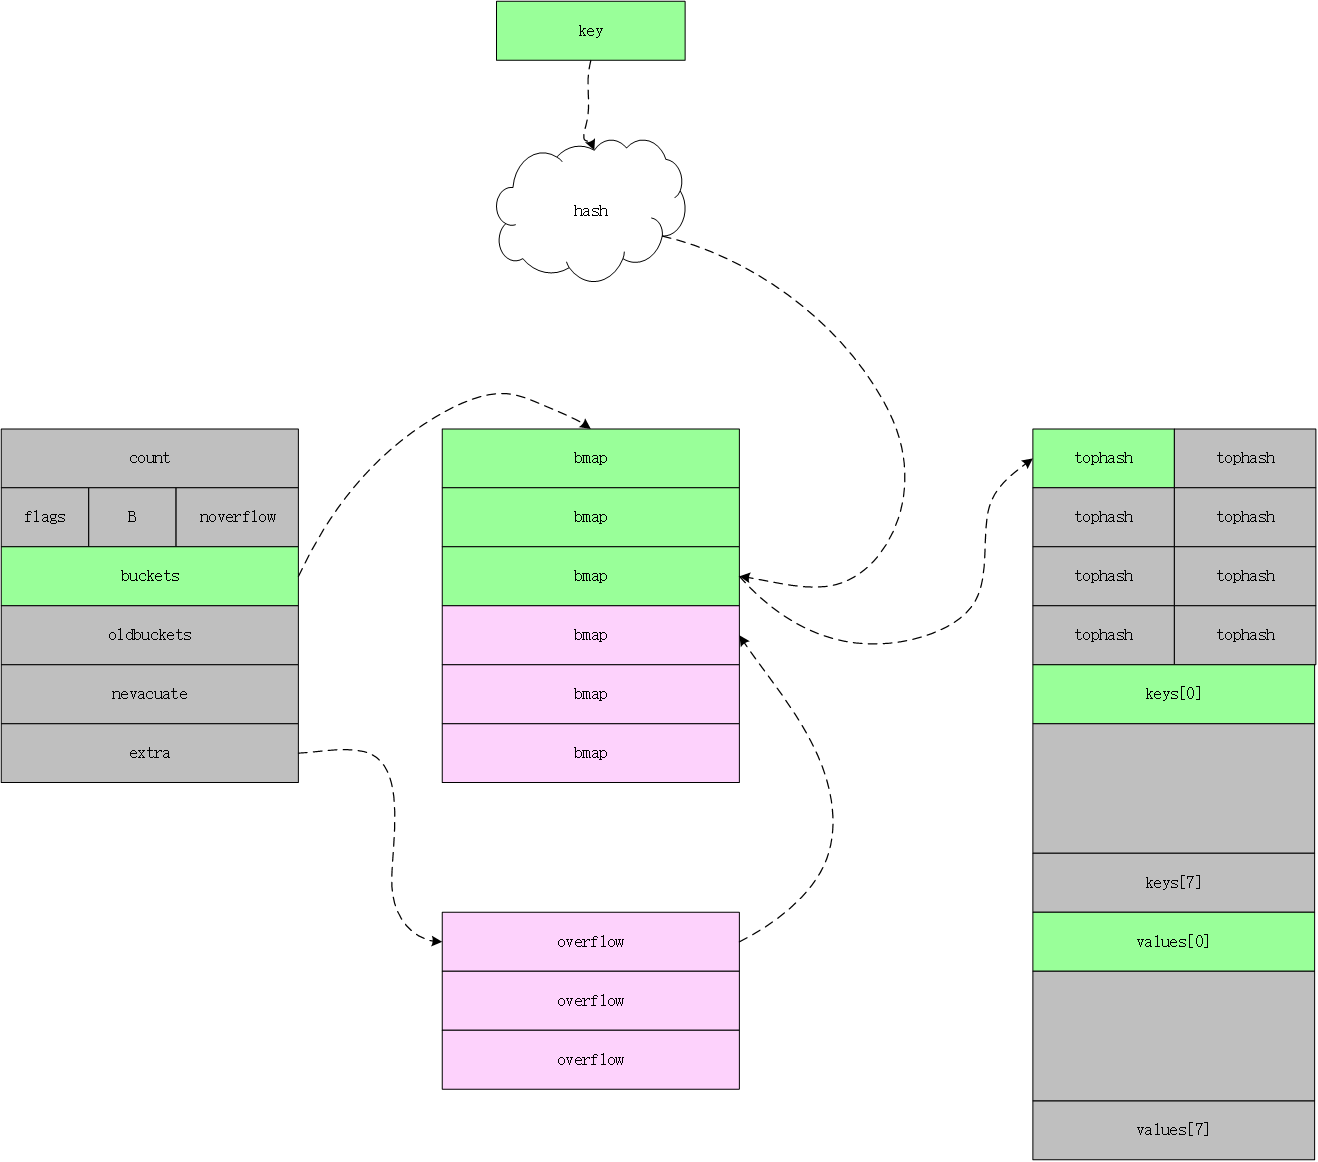 key
hash
count
flags B noverflow
buckets
oldbuckets
nevacuate
extra
bmap
bmap
bmap
bmap
bmap
bmap
overflow
overflow
overflow
tophash tophash
tophash tophash
tophash tophash
tophash tophash
keys[0]
keys[7]
values[0]
values[7]